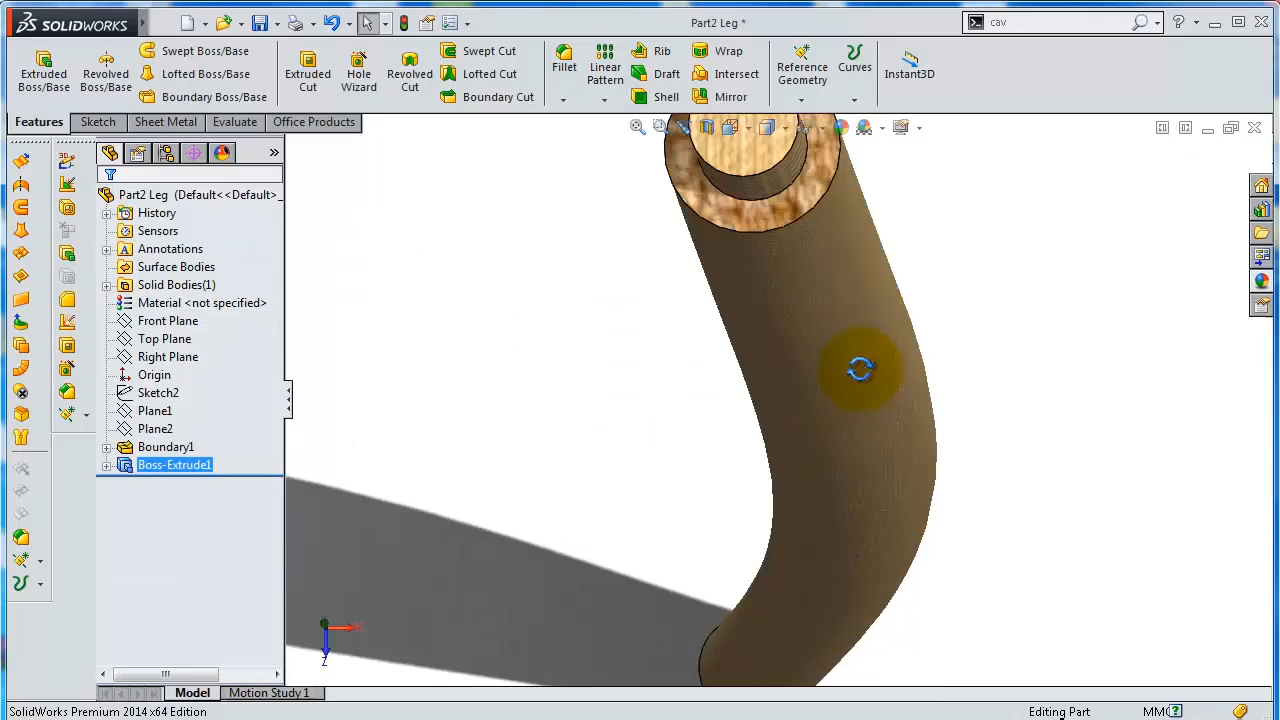 SOLIDWORKS
Part2 Leg *
cav
Extruded Boss/Base
Revolved Boss/Base
Swept Boss/Base
Lofted Boss/Base
Boundary Boss/Base
Extruded Cut
Hole Wizard
Revolved Cut
Swept Cut
Lofted Cut
Boundary Cut
Fillet
Linear Pattern
Rib
Draft
Shell
Wrap
Intersect
Mirror
Reference Geometry
Curves
Instant3D
Features
Sketch
Sheet Metal
Evaluate
Office Products
Part2 Leg (Default<<Default>_
History
Sensors
Annotations
Surface Bodies
Solid Bodies(1)
Material <not specified>
Front Plane
Top Plane
Right Plane
Origin
Sketch2
Plane1
Plane2
Boundary1
Boss-Extrude1
Z
Model
Motion Study 1
SolidWorks Premium 2014 x64 Edition
Editing Part